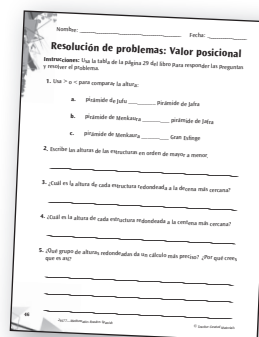 Nombre: Fecha:
Resolución de problemas: Valor posicional
Instrucciones: Usa la tabla de la página 29 del libro para responder las preguntas
y resolver el problema.
1. Usa > o < para comparar la altura:
a. pirámide de Jufu pirámide de Jafra
b. pirámide de Menkaura pirámide de Jafra
c. pirámide de Menkaura Gran Esfinge
2. Escribe las alturas de las estructuras en orden de mayor a menor.
3. ¿Cuál es la altura de cada estructura redondeada a la decena más cercana?
4. ¿Cuál es la altura de cada estructura redondeada a la centena más cercana?
5. ¿Qué grupo de alturas redondeadas da un cálculo más preciso? ¿Por qué crees
que es así?